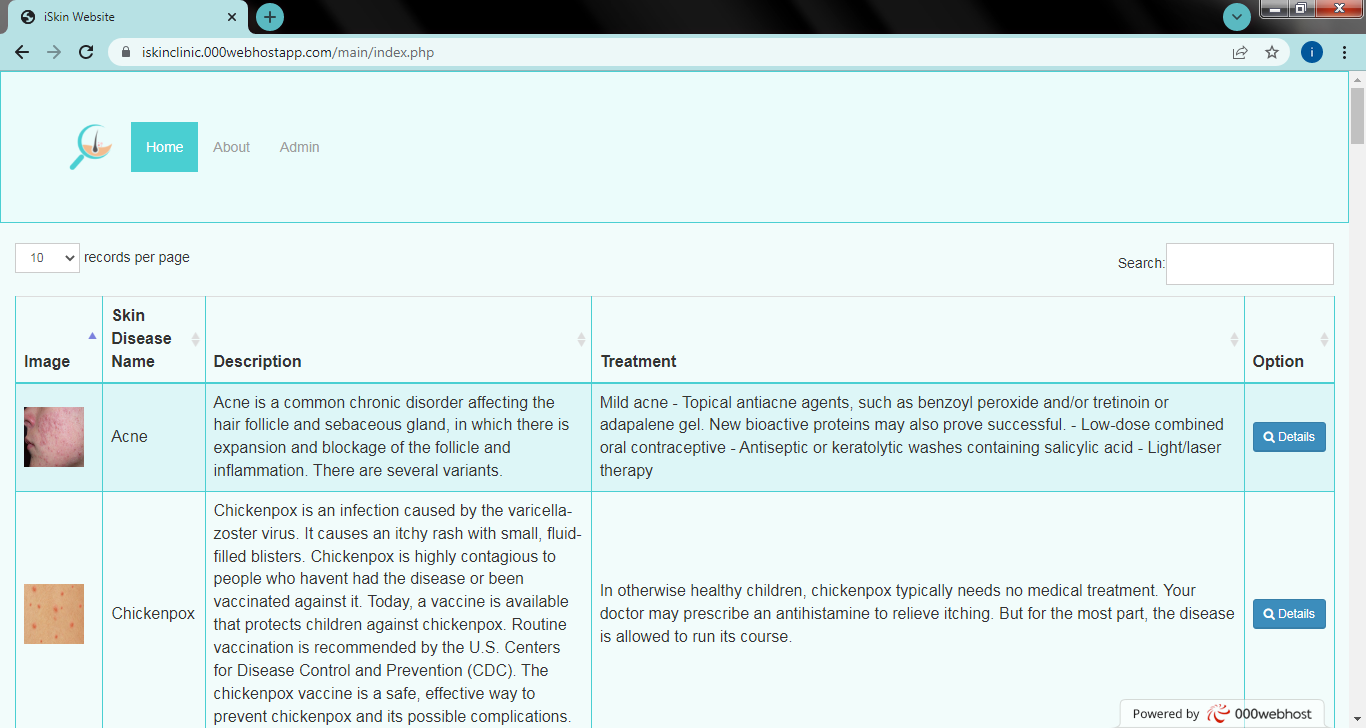 iSkin Website
iskinclinic.000webhostapp.com/main/index.php
i
Home About Admin
10 records per page
Search:
Image
Skin
Disease
Name
Description
Treatment
Option
Acne
Acne is a common chronic disorder affecting the
hair follicle and sebaceous gland, in which there is
expansion and blockage of the follicle and
inflammation. There are several variants.
Mild acne - Topical antiacne agents, such as benzoyl peroxide and/or tretinoin or
adapalene gel. New bioactive proteins may also prove successful. - Low-dose combined
oral contraceptive - Antiseptic or keratolytic washes containing salicylic acid - Light/laser
therapy
Details
Chickenpox
Chickenpox is an infection caused by the varicella-
zoster virus. It causes an itchy rash with small, fluid-
filled blisters. Chickenpox is highly contagious to
people who havent had the disease or been
vaccinated against it. Today, a vaccine is available
that protects children against chickenpox. Routine
vaccination is recommended by the U.S. Centers
for Disease Control and Prevention (CDC). The
chickenpox vaccine is a safe, effective way to
prevent chickenpox and its possible complications.
In otherwise healthy children, chickenpox typically needs no medical treatment. Your
doctor may prescribe an antihistamine to relieve itching. But for the most part, the disease
is allowed to run its course.
Details
Powered by 000webhost